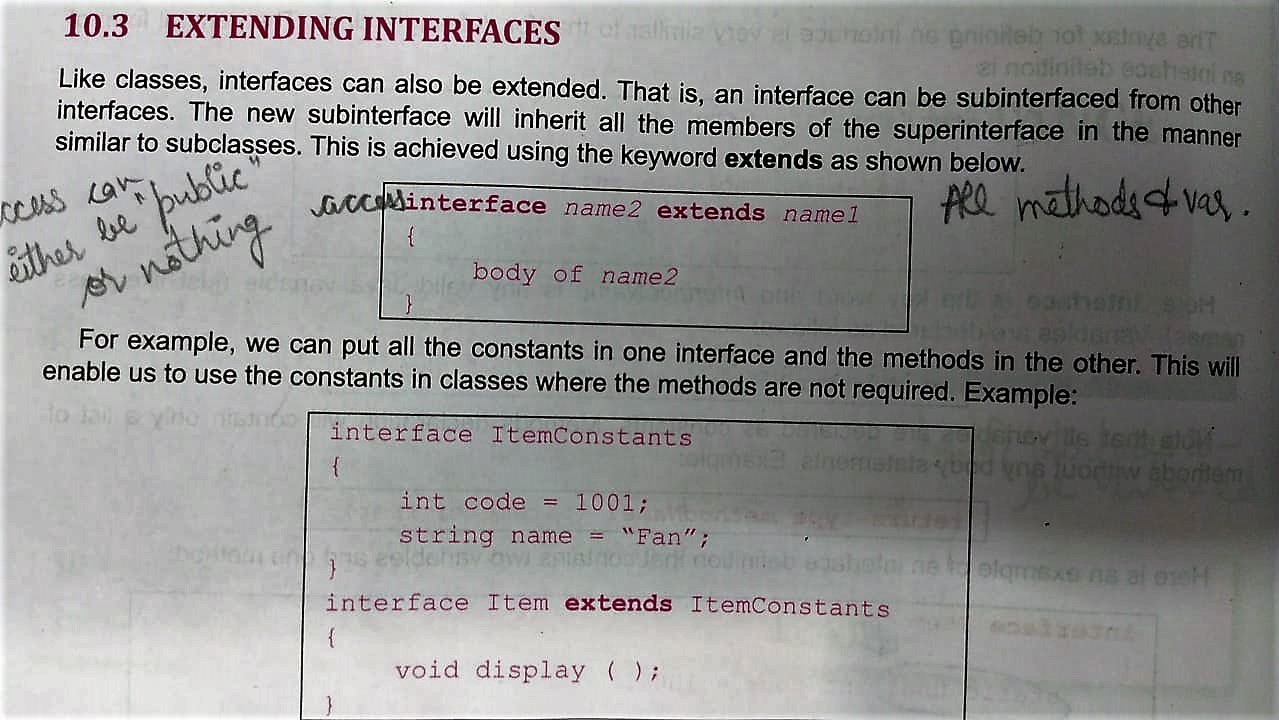 10.3 EXTENDING INTERFACES
Like classes, interfaces can also be extended. That is, an interface can be subinterfaced from other
interfaces. The new subinterface will inherit all the members of the superinterface in the manner
similar to subclasses. This is achieved using the keyword extends as shown below.
can "public"
either be
or nothing
access interface name2 extends name1
{
body of name2
}
All methods & var.
For example, we can put all the constants in one interface and the methods in the other. This will
enable us to use the constants in classes where the methods are not required. Example:
interface ItemConstants
{
int code = 1001;
string name = "Fan";
}
interface Item extends ItemConstants
{
void display ( );
}